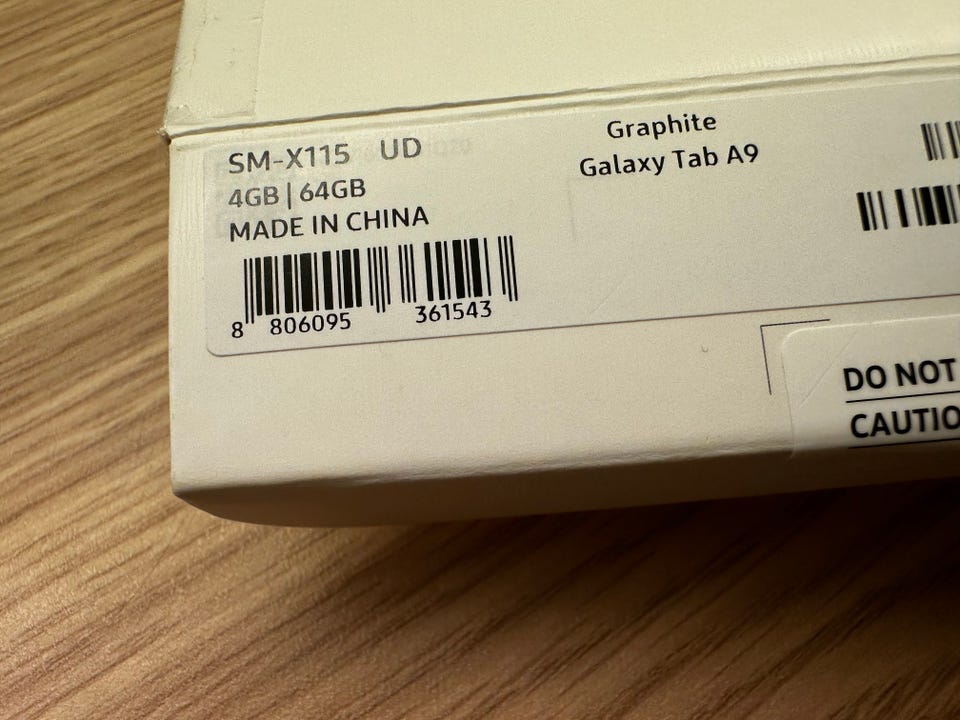 SM-X115 UD
4GB | 64GB
MADE IN CHINA
8 806095 361543
Graphite
Galaxy Tab A9
DO NOT
CAUTIO